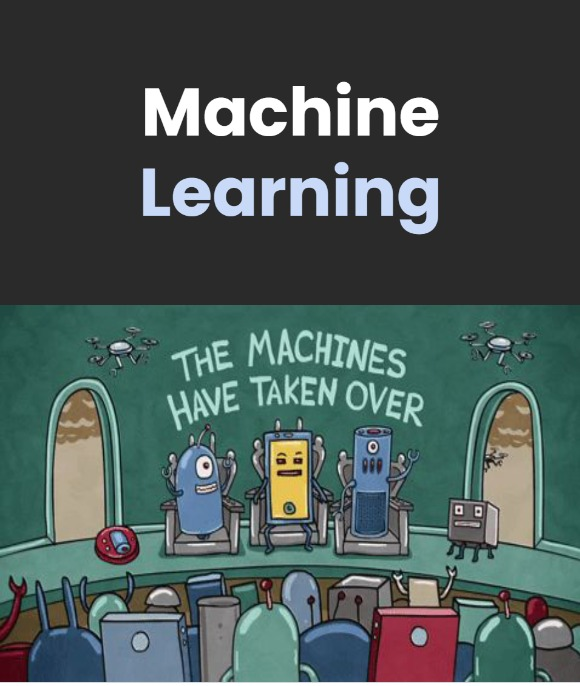 Machine
Learning
THE MACHINES
HAVE TAKEN OVER